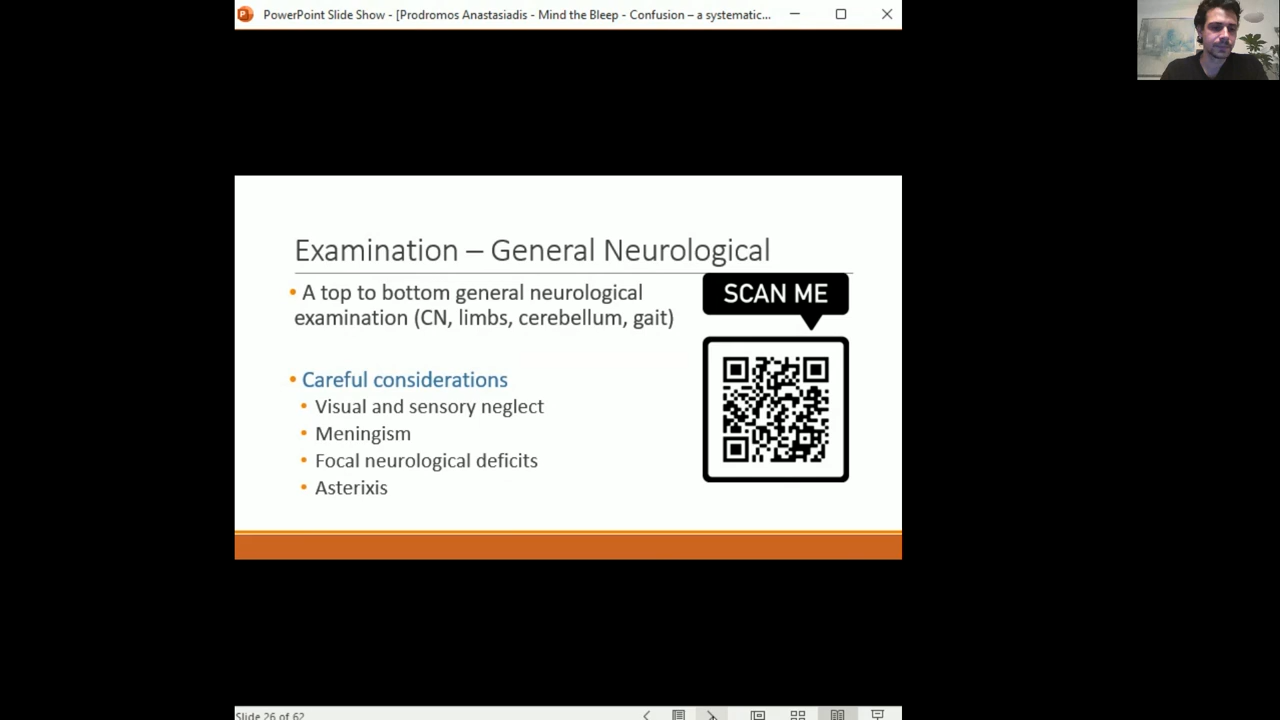 PowerPoint Slide Show - [Prodromos Anastasiadis - Mind the Bleep - Confusion – a systematic...
Examination – General Neurological
• A top to bottom general neurological
examination (CN, limbs, cerebellum, gait)
SCAN ME
• Careful considerations
• Visual and sensory neglect
• Meningism
• Focal neurological deficits
• Asterixis
Slide 26 of 62